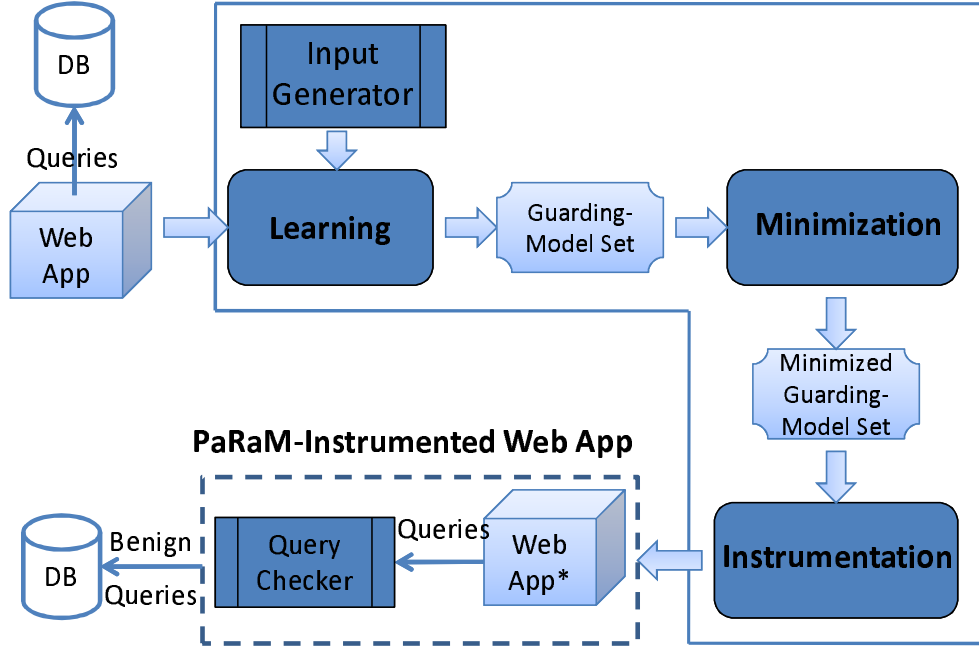 DB
Input
Generator
Queries
Web
App
Learning
Guarding-
Model Set
Minimization
Minimized
Guarding-
Model Set
PaRaM-Instrumented Web App
DB
Benign
Queries
Query
Checker
Queries
Web
App*
Instrumentation